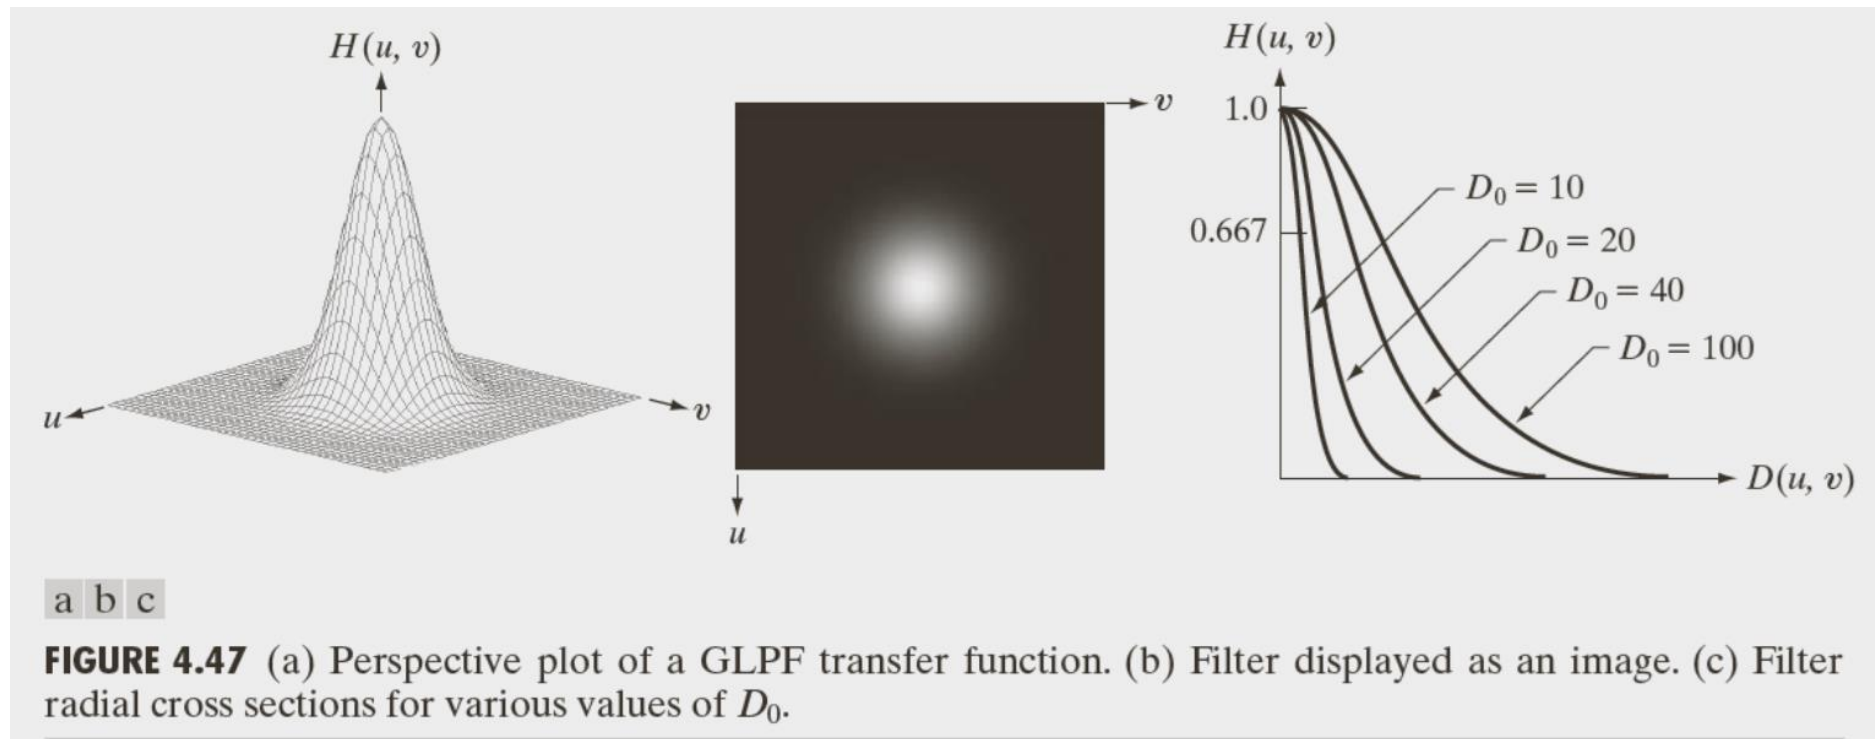 H(u, v)
u
v
v
u
H(u, v)
1.0
0.667
D₀ = 10
D₀ = 20
D₀ = 40
D₀ = 100
D(u, v)
a b c
FIGURE 4.47 (a) Perspective plot of a GLPF transfer function. (b) Filter displayed as an image. (c) Filter
radial cross sections for various values of D₀.